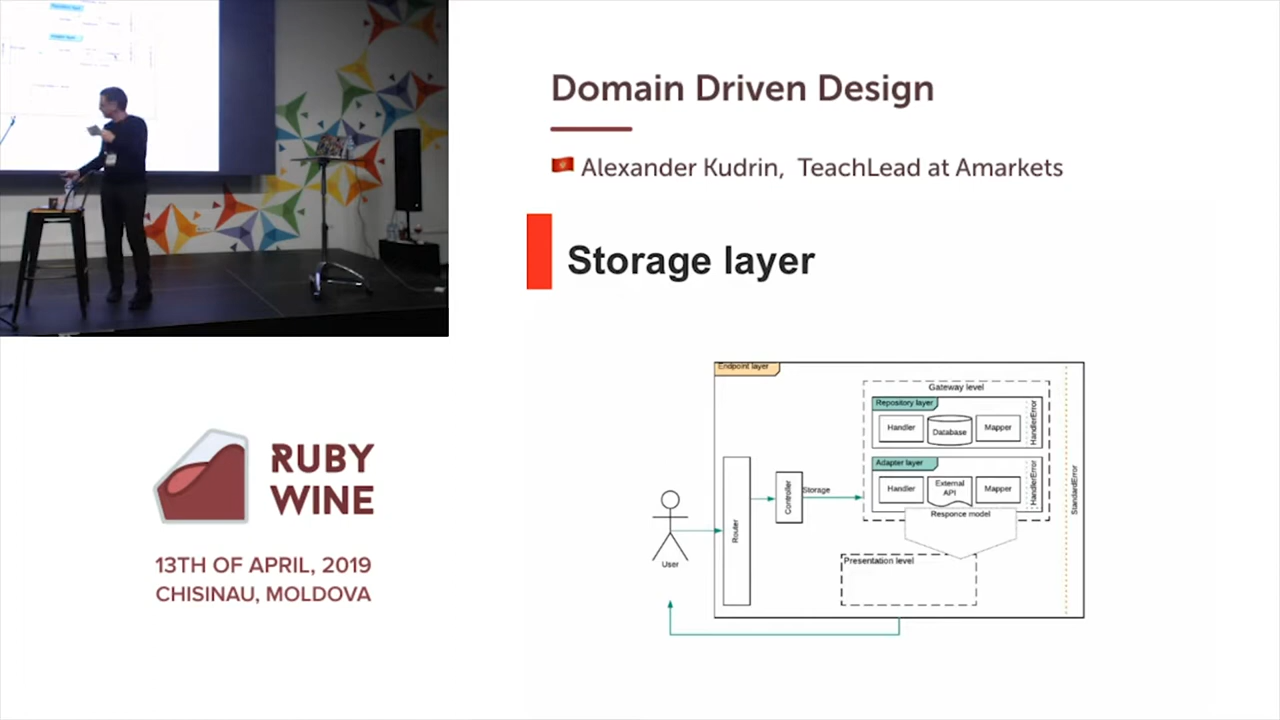 Domain Driven Design
Alexander Kudrin, TeachLead at Amarkets
Storage layer
Endpoint layer
Gateway level
Repository layer
Handler
Database
Mapper
HandlerError
Adapter layer
Handler
External
API
Mapper
HandlerError
Responce model
StandardError
Storage
Controller
Router
User
Presentation level
RUBY
WINE
13TH OF APRIL, 2019
CHISINAU, MOLDOVA